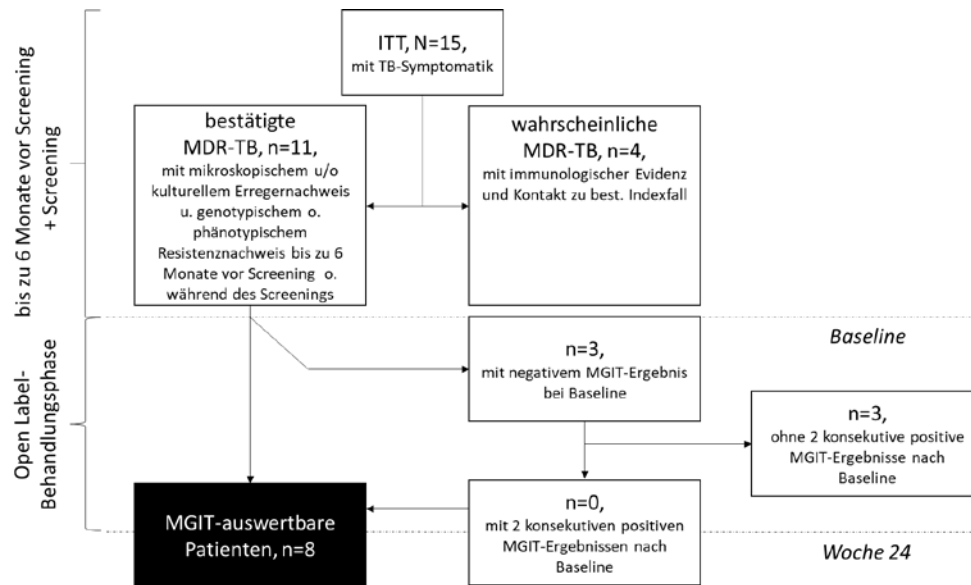 bis zu 6 Monate vor Screening
+ Screening
ITT, N=15,
mit TB-Symptomatik
bestätigte
MDR-TB, n=11,
mit mikroskopischem u/o
kulturellem Erregernachweis
u. genotypischem o.
phänotypischem
Resistenznachweis bis zu 6
Monate vor Screening o.
während des Screenings
wahrscheinliche
MDR-TB, n=4,
mit immunologischer Evidenz
und Kontakt zu best. Indexfall
Baseline
Open Label-
Behandlungsphase
n=3,
mit negativem MGIT-Ergebnis
bei Baseline
n=3,
ohne 2 konsekutive positive
MGIT-Ergebnisse nach
Baseline
MGIT-auswertbare
Patienten, n=8
n=0,
mit 2 konsekutiven positiven
MGIT-Ergebnissen nach
Baseline
Woche 24